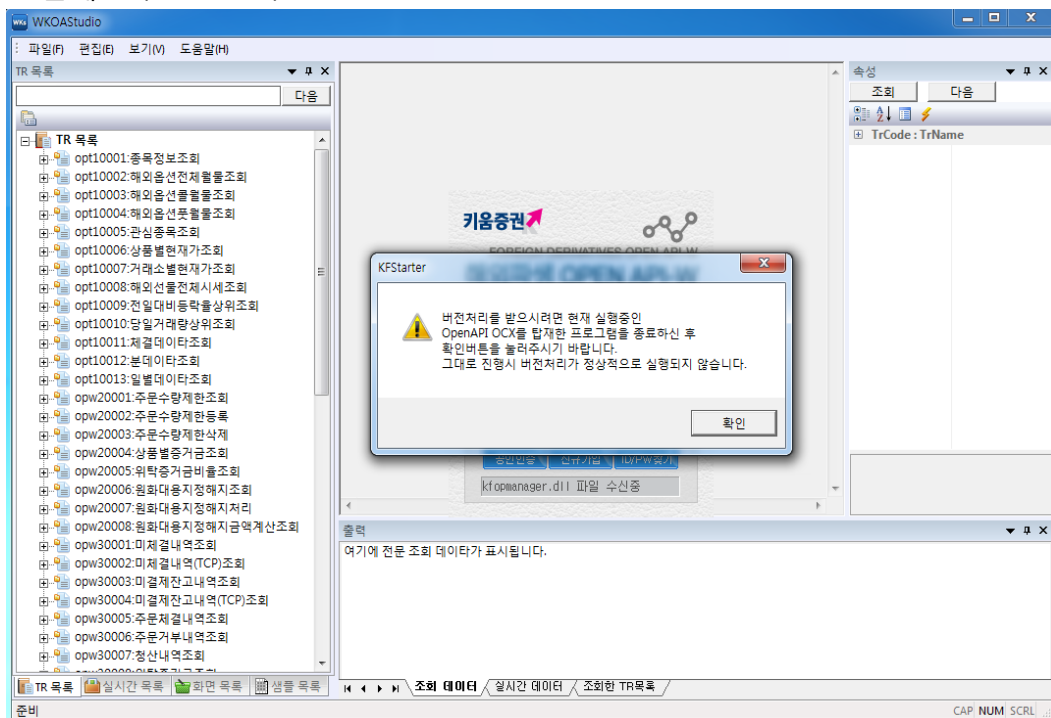 WKOAStudio
파일(F) 편집(E) 보기(V) 도움말(H)
TR 목록
다음
TR 목록
opt10001:종목정보조회
opt10002:해외옵션전체월물조회
opt10003:해외옵션콜월물조회
opt10004:해외옵션풋월물조회
opt10005:관심종목조회
opt10006:상품별현재가조회
opt10007:거래소별현재가조회
opt10008:해외선물전체시세조회
opt10009:전일대비등락율상위조회
opt10010:당일거래량상위조회
opt10011:체결데이타조회
opt10012:분데이타조회
opt10013:일별데이타조회
opw20001:주문수량제한조회
opw20002:주문수량제한등록
opw20003:주문수량제한삭제
opw20004:상품별증거금조회
opw20005:위탁증거금비율조회
opw20006:원화대용지정해지조회
opw20007:원화대용지정해지처리
opw20008:원화대용지정해지금액계산조회
opw30001:미체결내역조회
opw30002:미체결내역(TCP)조회
opw30003:미결제잔고내역조회
opw30004:미결제잔고내역(TCP)조회
opw30005:주문체결내역조회
opw30006:주문거부내역조회
opw30007:청산내역조회
TR 목록 실시간 목록 화면 목록 샘플 목록
키움증권
FOREIGN DERIVATIVES OPEN API-W
해외파생 OPEN API-W
KFStarter
버전처리를 받으시려면 현재 실행중인
OpenAPI OCX를 탑재한 프로그램을 종료하신 후
확인버튼을 눌러주시기 바랍니다.
그대로 진행시 버전처리가 정상적으로 실행되지 않습니다.
확인
공인인증 신규가입 ID/PW찾기
kfopmanager.dll 파일 수신중
속성
조회 다음
TrCode : TrName
출력
여기에 전문 조회 데이타가 표시됩니다.
조회 데이터 실시간 데이터 조회한 TR목록
준비
CAP NUM SCRL